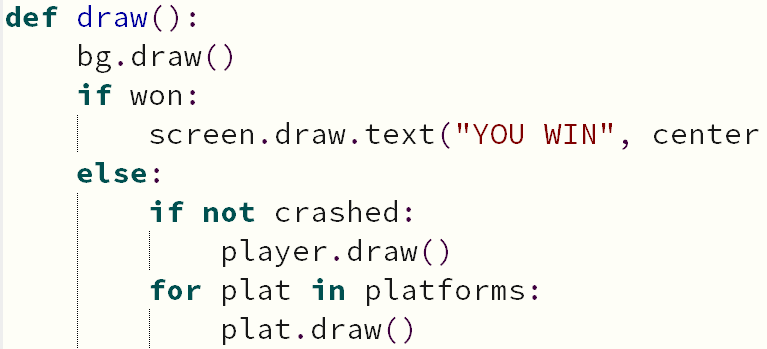 def draw():
    bg.draw()
    if won:
        screen.draw.text("YOU WIN", center
    else:
        if not crashed:
            player.draw()
        for plat in platforms:
            plat.draw()